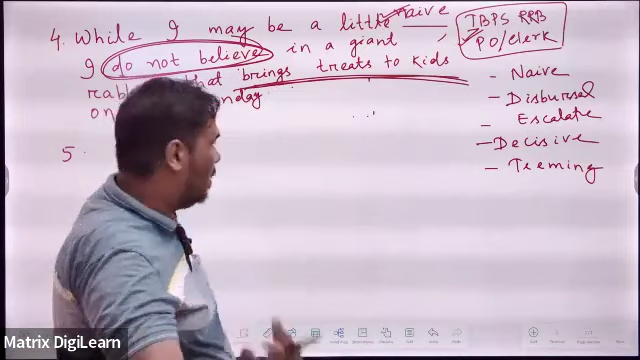 4. While I may be a little naive
I do not believe in a giant
that brings treats to kids
on
5.
IBPS RRB
PO/Clerk
- Naive
- Disbursal
- Escalate
- Decisive
- Teeming
Matrix DigiLearn